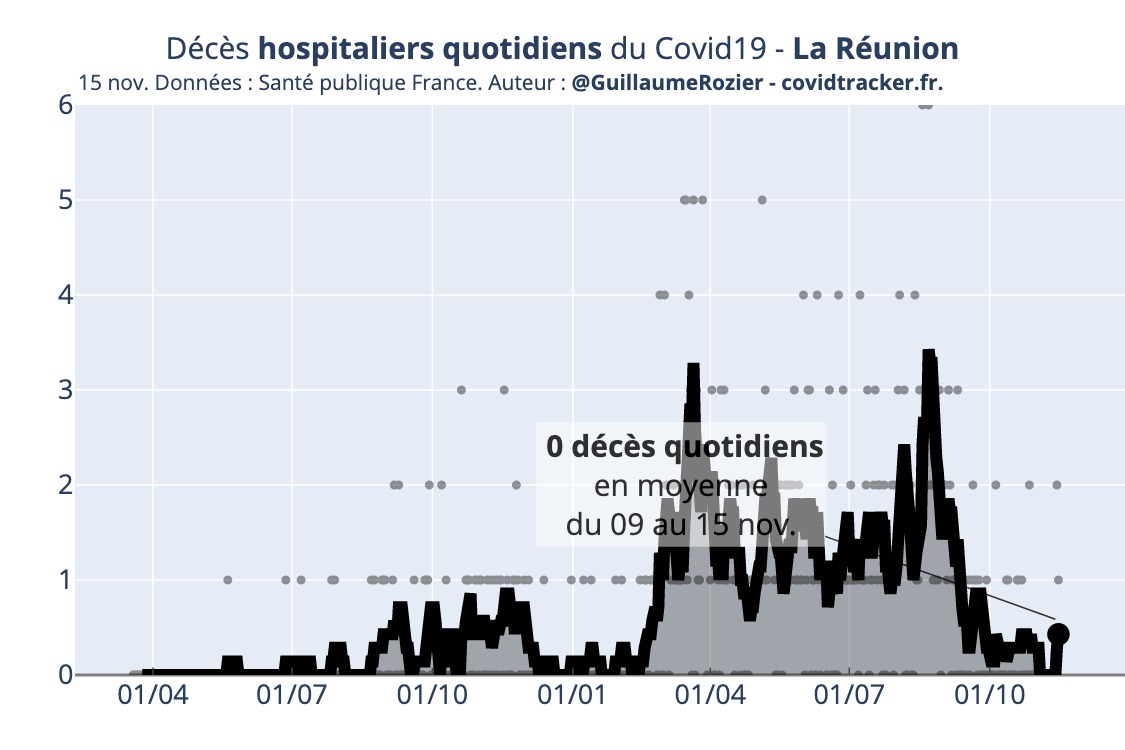 Décès hospitaliers quotidiens du Covid19 - La Réunion
15 nov. Données : Santé publique France. Auteur : @GuillaumeRozier - covidtracker.fr.
6
5
4
3
2
1
0
0 décès quotidiens
en moyenne
du 09 au 15 nov.
01/04 01/07 01/10 01/01 01/04 01/07 01/10